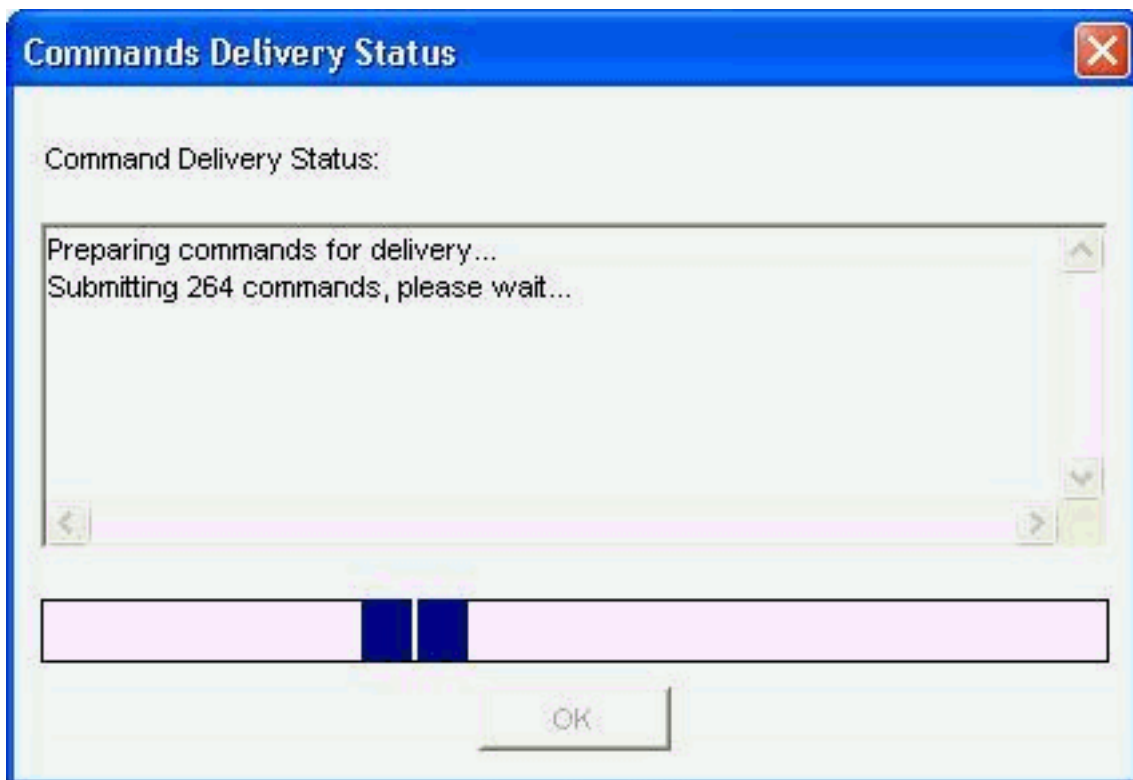 Commands Delivery Status
Command Delivery Status:
Preparing commands for delivery...
Submitting 264 commands, please wait...
OK